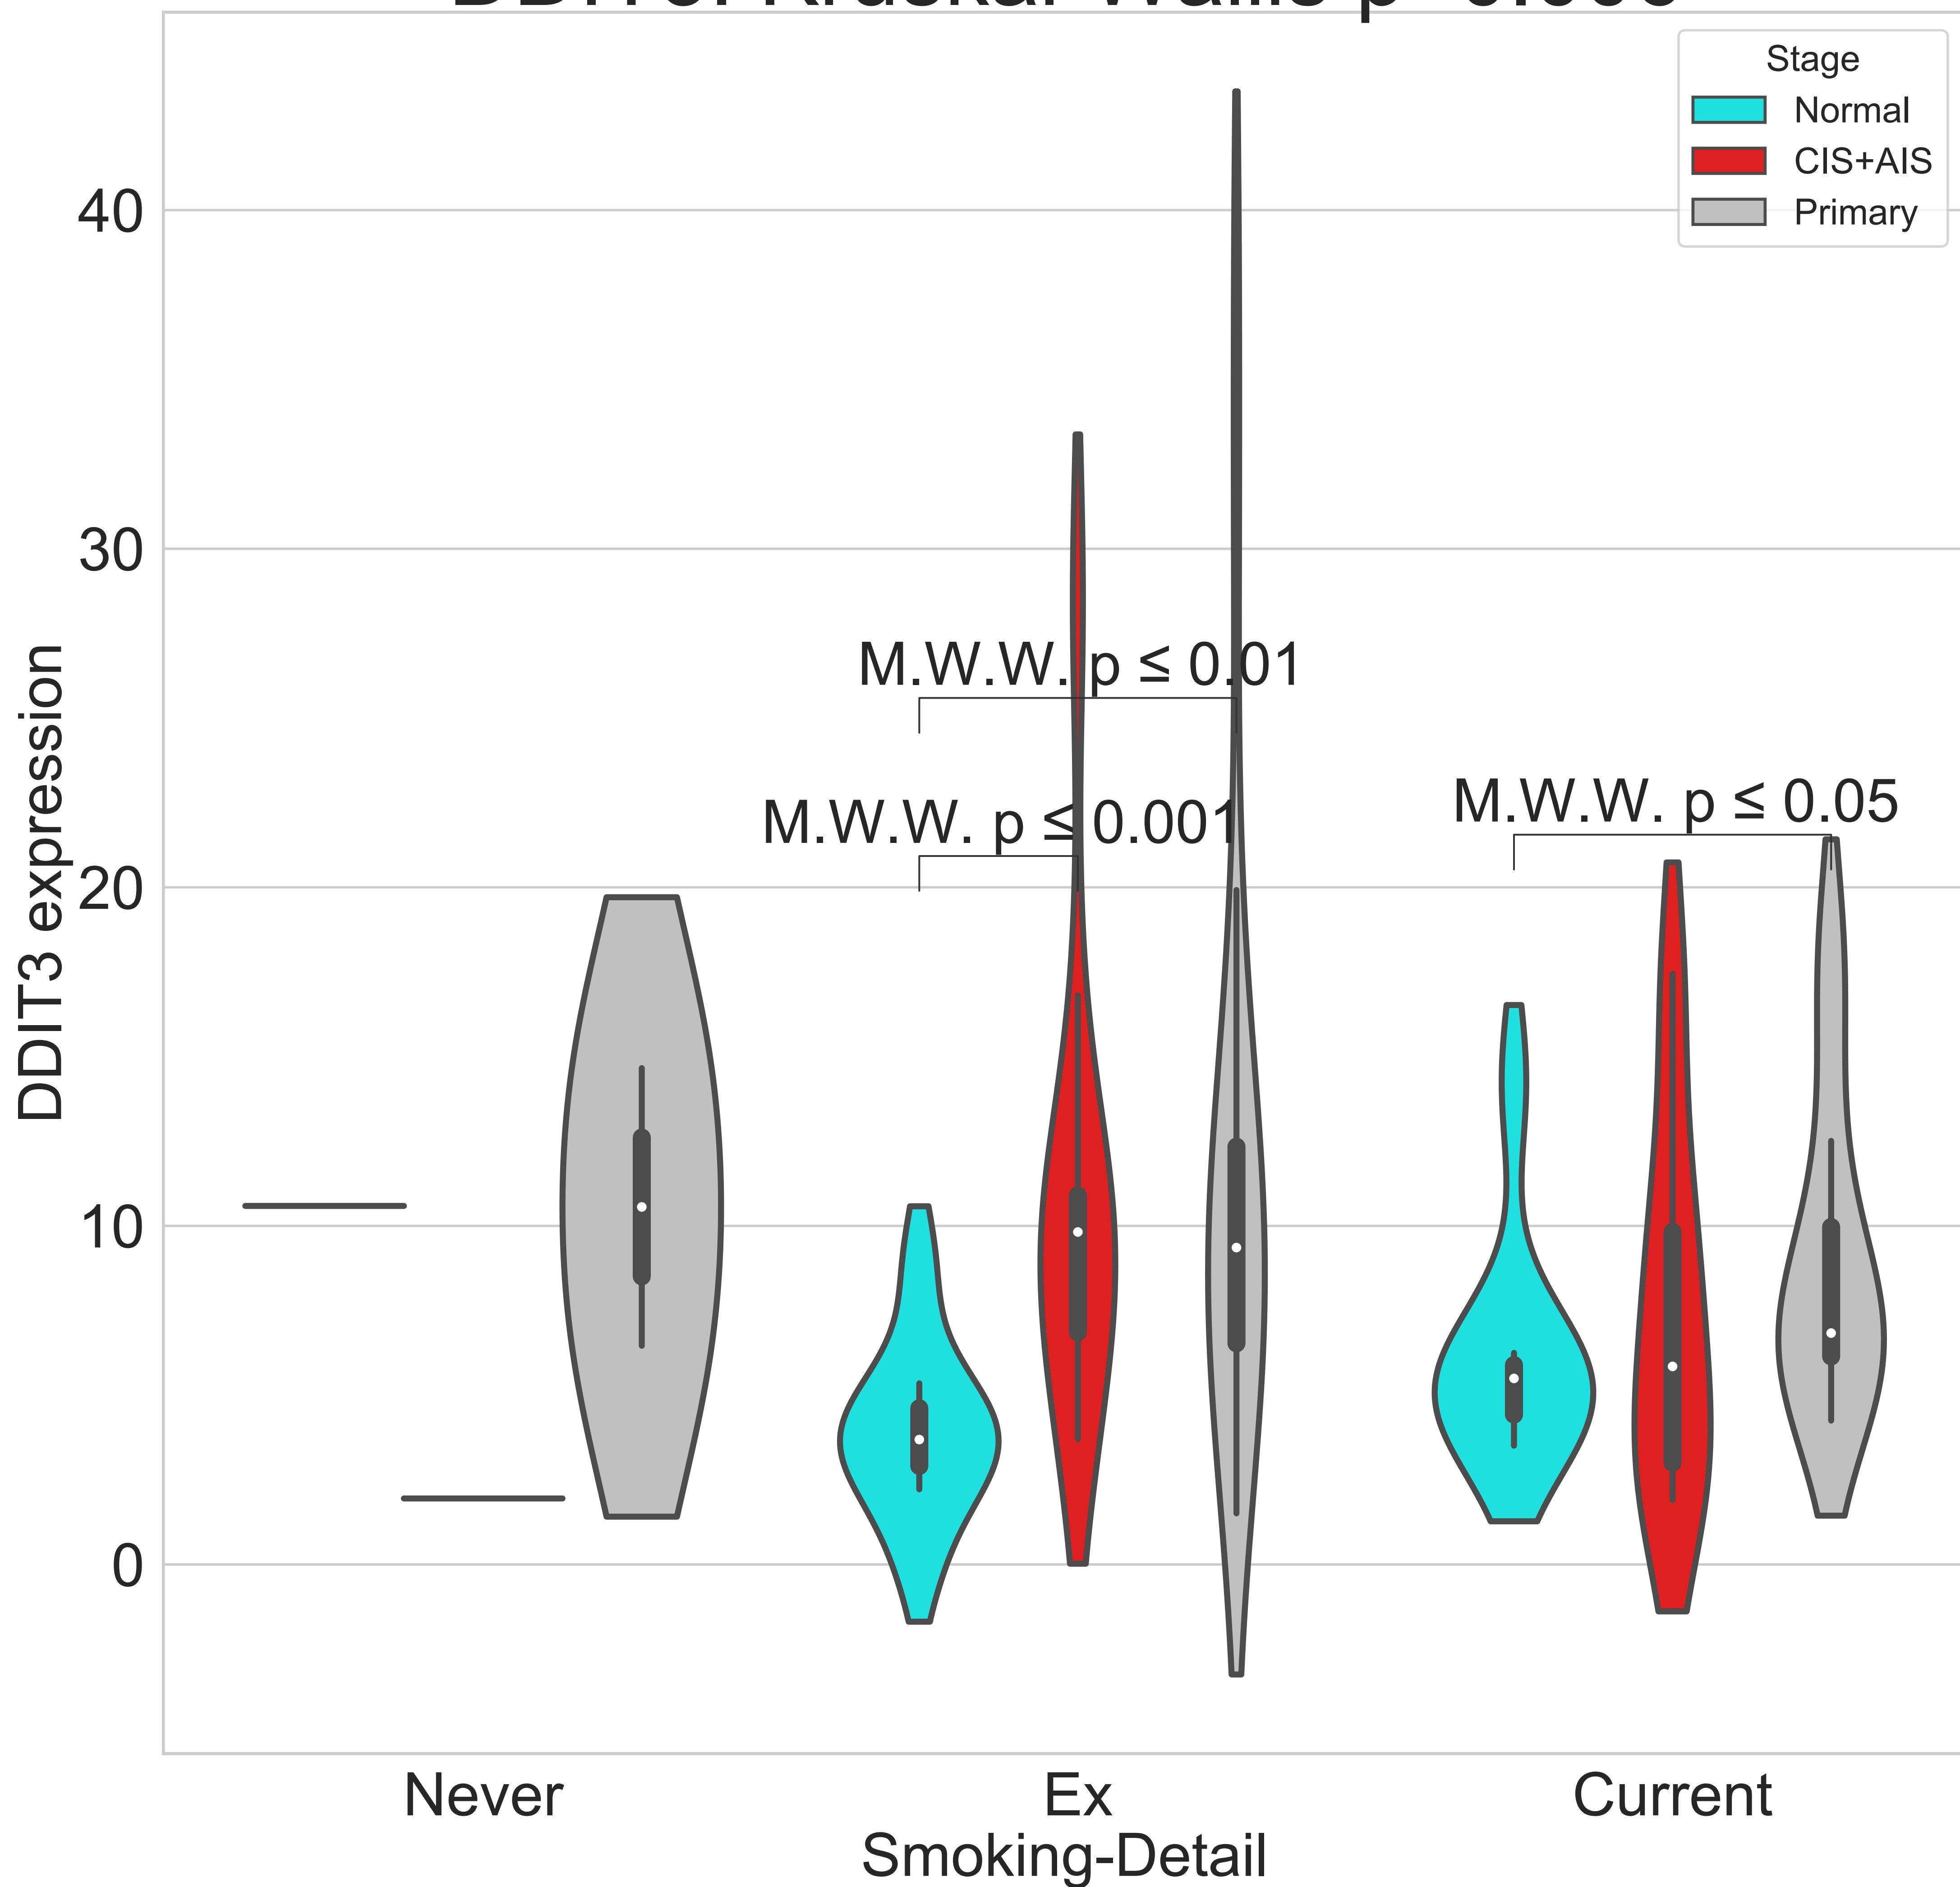 Stage
Normal
CIS+AIS
Primary
40
30
20
10
0
DDIT3 expression
M.W.W. p ≤ 0.01
M.W.W. p ≤ 0.001
M.W.W. p ≤ 0.05
Never
Ex
Current
Smoking-Detail